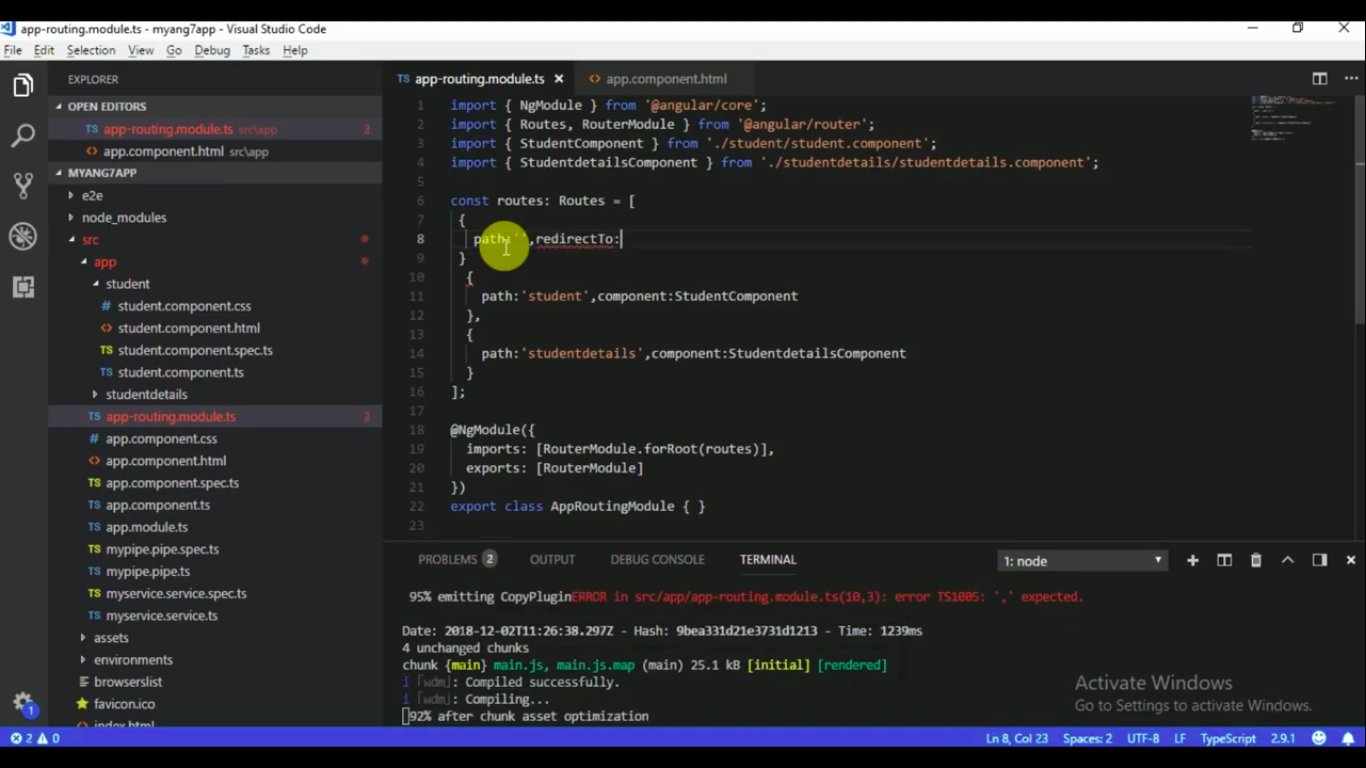 app-routing.module.ts - myang7app - Visual Studio Code
File Edit Selection View Go Debug Tasks Help
EXPLORER
OPEN EDITORS
TS app-routing.module.ts src\app 2
<> app.component.html src\app
MYANG7APP
e2e
node_modules
src
app
student
# student.component.css
<> student.component.html
TS student.component.spec.ts
TS student.component.ts
studentdetails
TS app-routing.module.ts 2
# app.component.css
<> app.component.html
TS app.component.spec.ts
TS app.component.ts
TS app.module.ts
TS mypipe.pipe.spec.ts
TS mypipe.pipe.ts
TS myservice.service.spec.ts
TS myservice.service.ts
assets
environments
browserslist
favicon.ico
<> index.html
1
TS app-routing.module.ts ×
<> app.component.html
1 import { NgModule } from '@angular/core';
2 import { Routes, RouterModule } from '@angular/router';
3 import { StudentComponent } from './student/student.component';
4 import { StudentdetailsComponent } from './studentdetails/studentdetails.component';
5
6 const routes: Routes = [
7 {
8 path:'',redirectTo:
9 }
10 {
11 path:'student',component:StudentComponent
12 },
13 {
14 path:'studentdetails',component:StudentdetailsComponent
15 }
16 ];
17
18 @NgModule({
19 imports: [RouterModule.forRoot(routes)],
20 exports: [RouterModule]
21 })
22 export class AppRoutingModule { }
23
PROBLEMS 2 OUTPUT DEBUG CONSOLE TERMINAL 1: node
95% emitting CopyPluginERROR in src/app/app-routing.module.ts(10,3): error TS1005: ',' expected.
Date: 2018-12-02T11:26:38.297Z - Hash: 9bea331d21e3731d1213 - Time: 1239ms
4 unchanged chunks
chunk {main} main.js, main.js.map (main) 25.1 kB [initial] [rendered]
i ｢wdm｣: Compiled successfully.
i ｢wdm｣: Compiling...
92% after chunk asset optimization
Activate Windows
Go to Settings to activate Windows.
2 0 Ln 8, Col 23 Spaces: 2 UTF-8 LF TypeScript 2.9.1